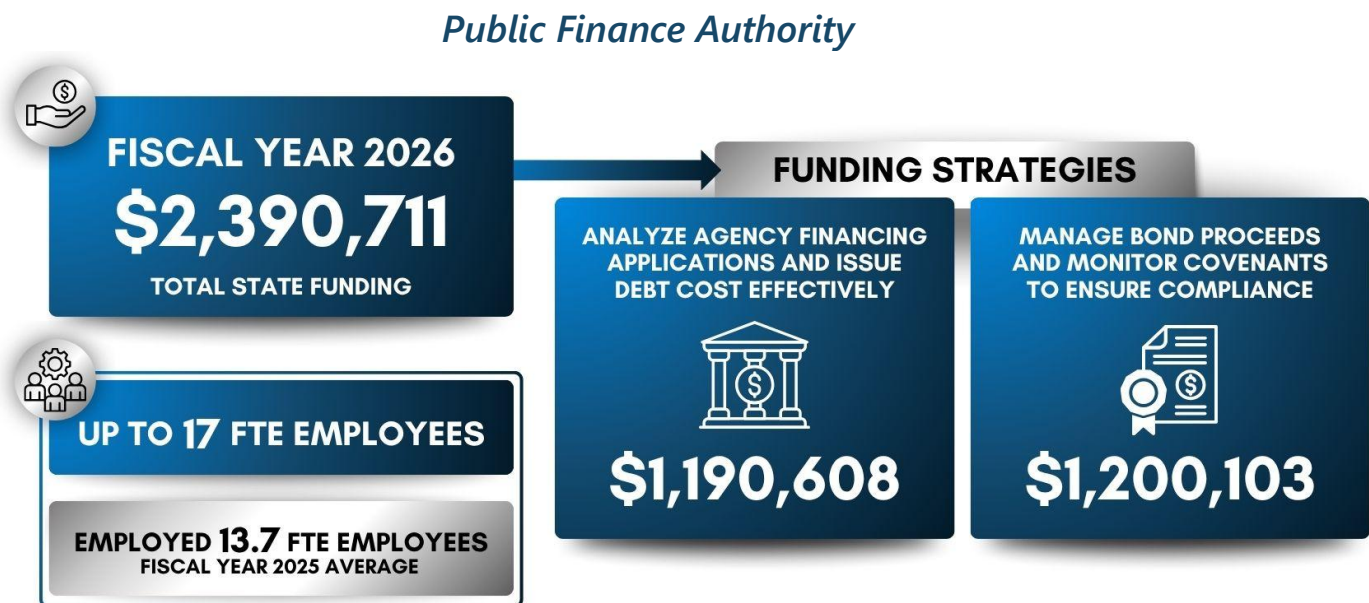 Public Finance Authority
FISCAL YEAR 2026
$2,390,711
TOTAL STATE FUNDING
UP TO 17 FTE EMPLOYEES
EMPLOYED 13.7 FTE EMPLOYEES
FISCAL YEAR 2025 AVERAGE
FUNDING STRATEGIES
ANALYZE AGENCY FINANCING
APPLICATIONS AND ISSUE
DEBT COST EFFECTIVELY
$
$1,190,608
MANAGE BOND PROCEEDS
AND MONITOR COVENANTS
TO ENSURE COMPLIANCE
$
$1,200,103